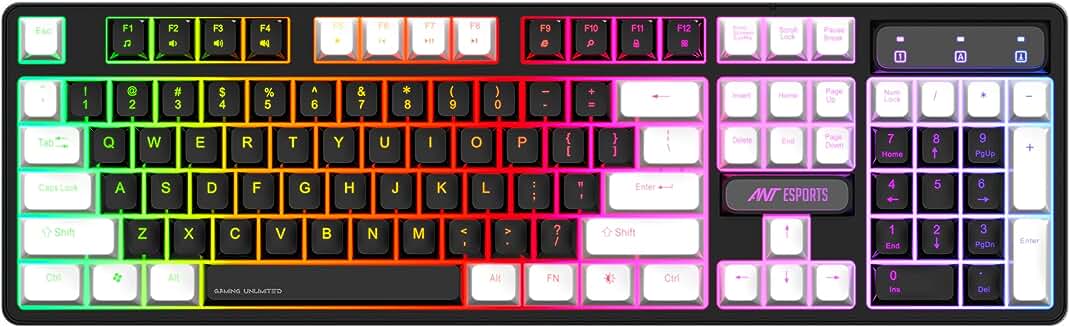 Esc F1 F2 F3 F4 F5 F6 F7 F8 F9 F10 F11 F12 Scroll Lock Pause Break
1 A
! 1 @ 2 # 3 $ 4 % 5 ^ 6 & 7 * 8 ( 9 ) 0 - - + = ← Insert Home Page Up Num Lock / * -
Tab Q W E R T Y U I O P { [ } ] | \ Delete End Page Down 7 Home 8 ↑ 9 PgUp +
Caps Lock A S D F G H J K L : ; " ' Enter ANT ESPORTS 4 ← 5 6 →
Shift Z X C V B N M < , > . ? / Shift ↑ 1 End 2 ↓ 3 PgDn Enter
Ctrl Alt GAMING UNLIMITED Alt FN Ctrl ← ↓ → 0 Ins . Del